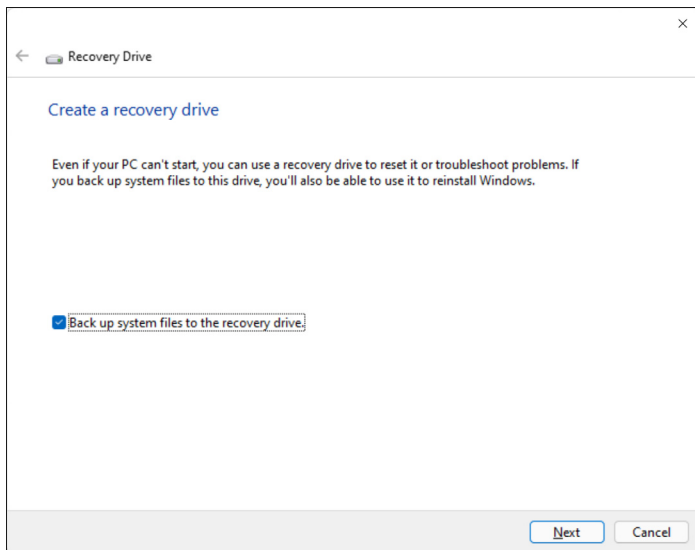 Recovery Drive
Create a recovery drive
Even if your PC can't start, you can use a recovery drive to reset it or troubleshoot problems. If
you back up system files to this drive, you'll also be able to use it to reinstall Windows.
Back up system files to the recovery drive.
Next
Cancel